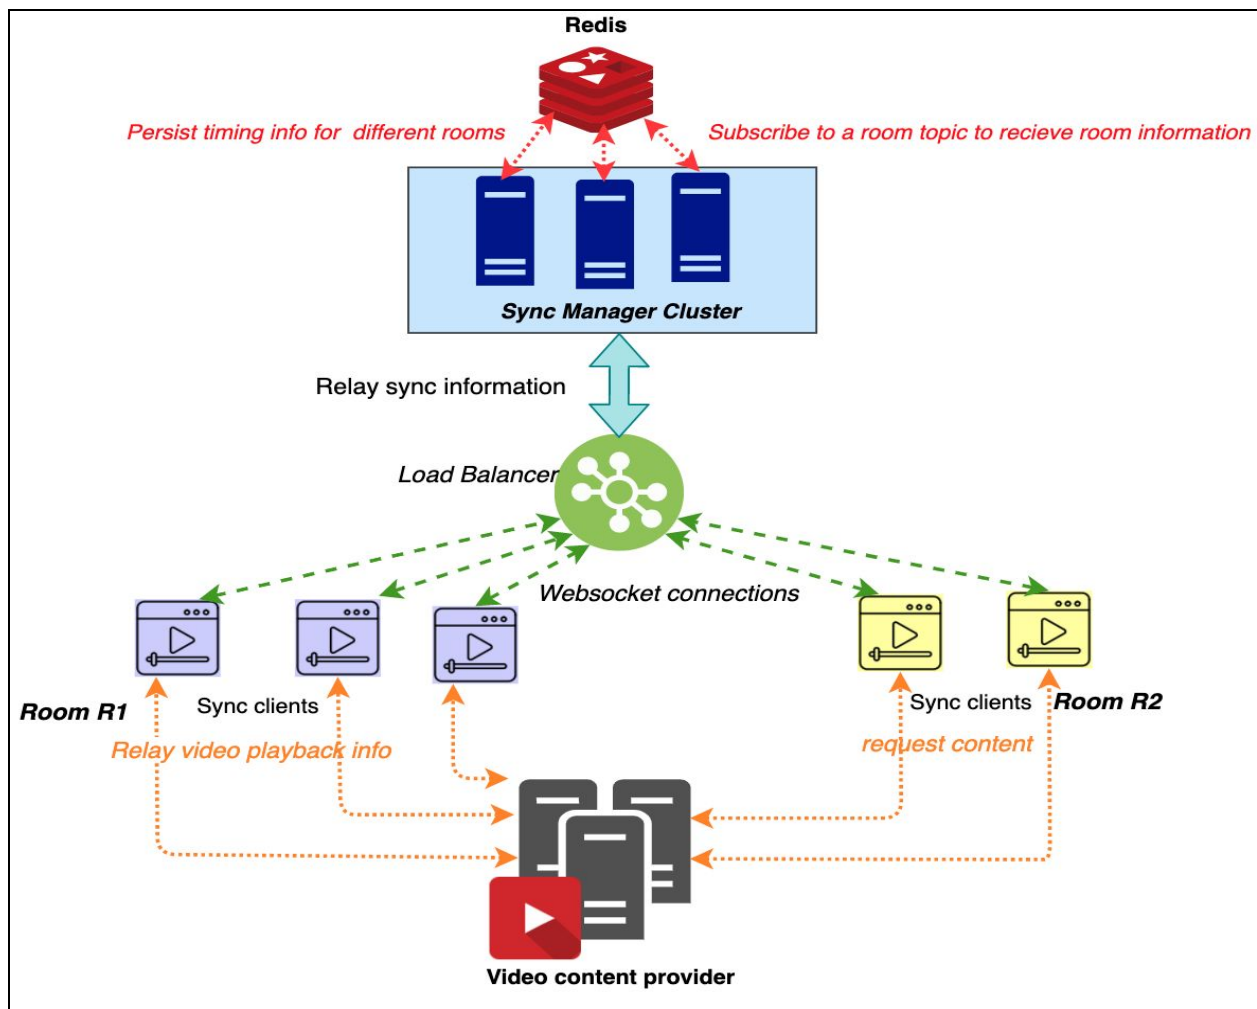 Redis
Persist timing info for different rooms
Subscribe to a room topic to recieve room information
Sync Manager Cluster
Relay sync information
Load Balancer
Websocket connections
Room R1
Sync clients
Sync clients
Room R2
Relay video playback info
request content
Video content provider